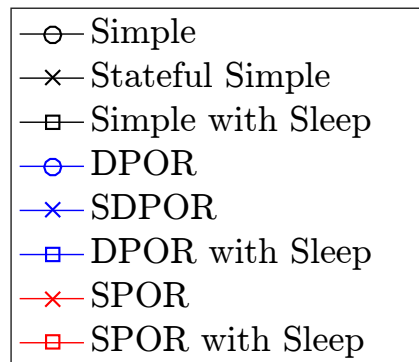 Simple
Stateful Simple
Simple with Sleep
DPOR
SDPOR
DPOR with Sleep
SPOR
SPOR with Sleep